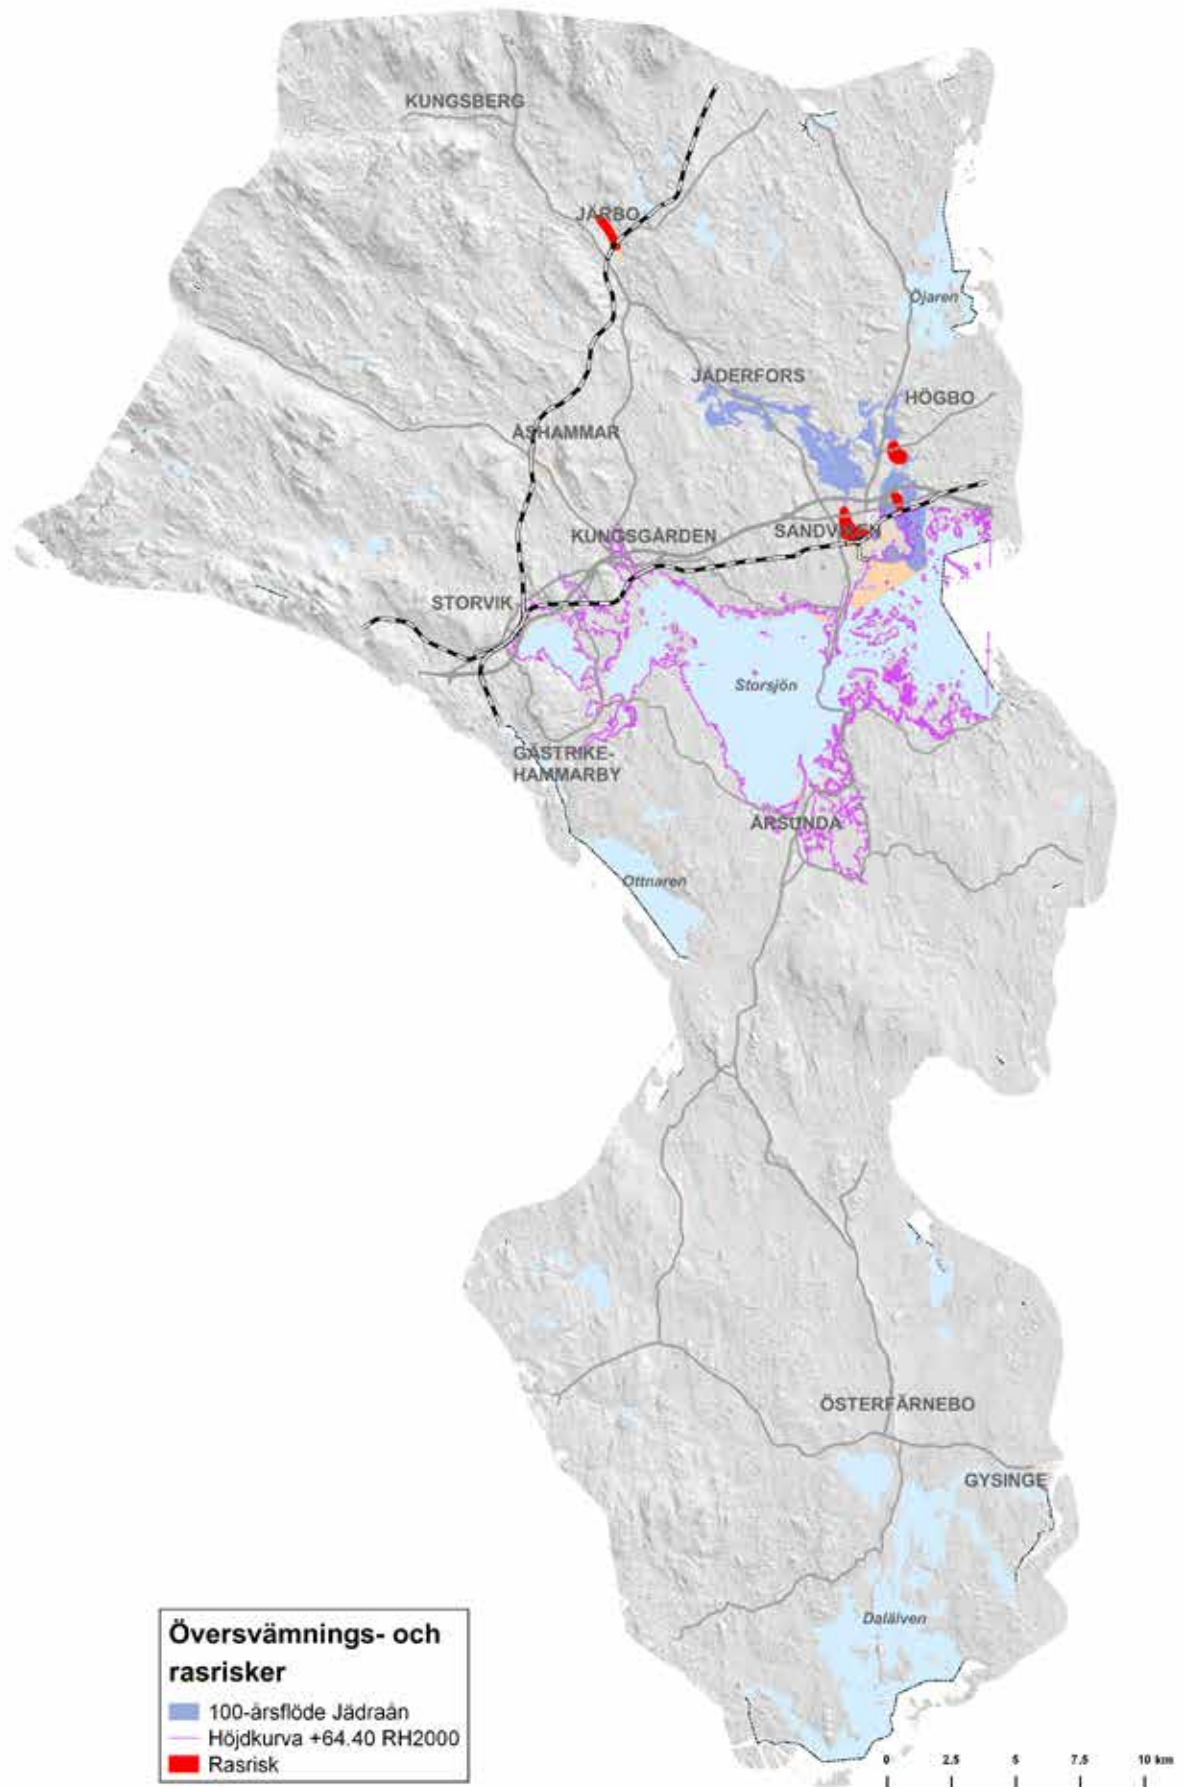 KUNGSBERG
JÄRBO
Öjaren
JÄDERFORS
HÖGBO
ÅSHAMMAR
KUNGSGÅRDEN
SANDVIKEN
STORVIK
Storsjön
GÄSTRIKE-
HAMMARBY
ÅRSUNDA
Ottnaren
ÖSTERFÄRNEBO
GYSINGE
Dalälven
Översvämnings- och
rasrisker
100-årsflöde Jädraån
Höjdkurva +64.40 RH2000
Rasrisk
0 2.5 5 7.5 10 km